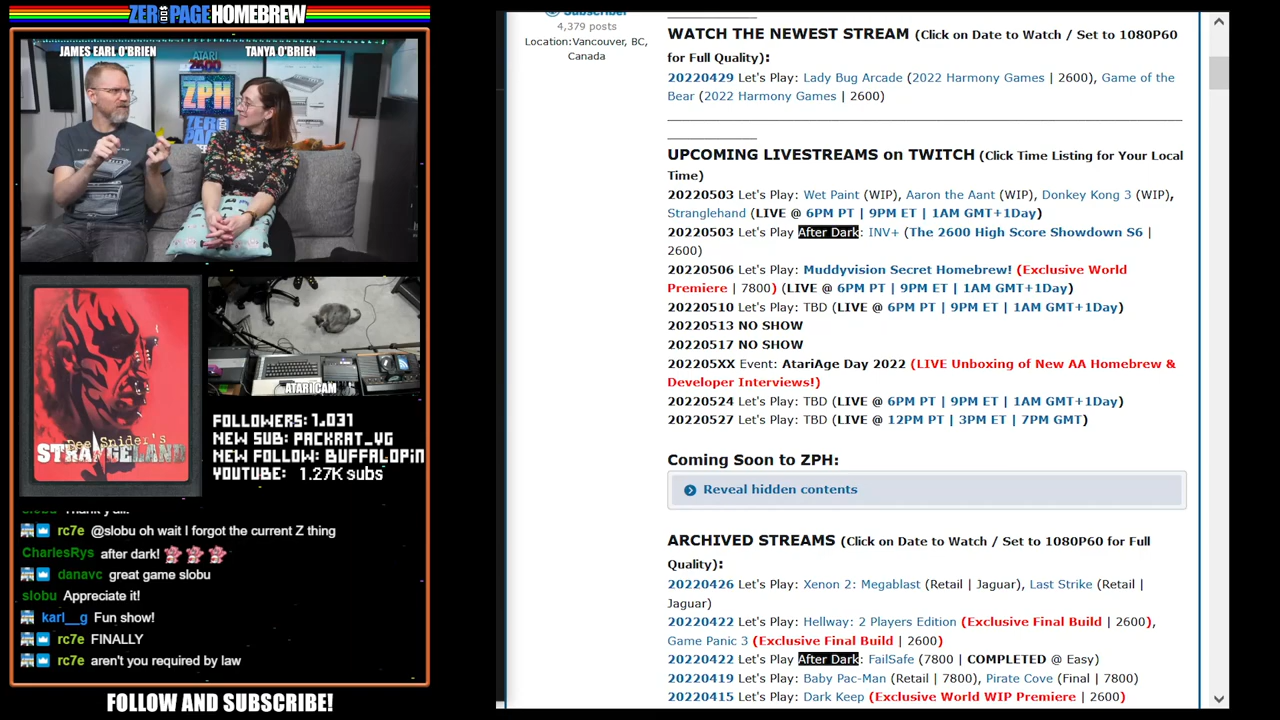 ZERO PAGE HOMEBREW
JAMES EARL O'BRIEN
TANYA O'BRIEN
ATARI
2600
ZPH
ZERO
PAGE
ATARI CAM
Dee Snider's
STRANGELAND
FOLLOWERS: 1,031
NEW SUB: PACKRAT_VG
NEW FOLLOW: BUFFALOPIN
YOUTUBE: 1.27K subs
slobu Thank y'all!
rc7e @slobu oh wait I forgot the current Z thing
CharlesRys after dark!
danavc great game slobu
slobu Appreciate it!
karl__g Fun show!
rc7e FINALLY
rc7e aren't you required by law
FOLLOW AND SUBSCRIBE!
Subscriber
4,379 posts
Location:Vancouver, BC,
Canada
WATCH THE NEWEST STREAM (Click on Date to Watch / Set to 1080P60
for Full Quality):
20220429 Let's Play: Lady Bug Arcade (2022 Harmony Games | 2600), Game of the
Bear (2022 Harmony Games | 2600)
UPCOMING LIVESTREAMS on TWITCH (Click Time Listing for Your Local
Time)
20220503 Let's Play: Wet Paint (WIP), Aaron the Aant (WIP), Donkey Kong 3 (WIP),
Stranglehand (LIVE @ 6PM PT | 9PM ET | 1AM GMT+1Day)
20220503 Let's Play After Dark: INV+ (The 2600 High Score Showdown S6 |
2600)
20220506 Let's Play: Muddyvision Secret Homebrew! (Exclusive World
Premiere | 7800) (LIVE @ 6PM PT | 9PM ET | 1AM GMT+1Day)
20220510 Let's Play: TBD (LIVE @ 6PM PT | 9PM ET | 1AM GMT+1Day)
20220513 NO SHOW
20220517 NO SHOW
202205XX Event: AtariAge Day 2022 (LIVE Unboxing of New AA Homebrew &
Developer Interviews!)
20220524 Let's Play: TBD (LIVE @ 6PM PT | 9PM ET | 1AM GMT+1Day)
20220527 Let's Play: TBD (LIVE @ 12PM PT | 3PM ET | 7PM GMT)
Coming Soon to ZPH:
Reveal hidden contents
ARCHIVED STREAMS (Click on Date to Watch / Set to 1080P60 for Full
Quality):
20220426 Let's Play: Xenon 2: Megablast (Retail | Jaguar), Last Strike (Retail |
Jaguar)
20220422 Let's Play: Hellway: 2 Players Edition (Exclusive Final Build | 2600),
Game Panic 3 (Exclusive Final Build | 2600)
20220422 Let's Play After Dark: FailSafe (7800 | COMPLETED @ Easy)
20220419 Let's Play: Baby Pac-Man (Retail | 7800), Pirate Cove (Final | 7800)
20220415 Let's Play: Dark Keep (Exclusive World WIP Premiere | 2600)